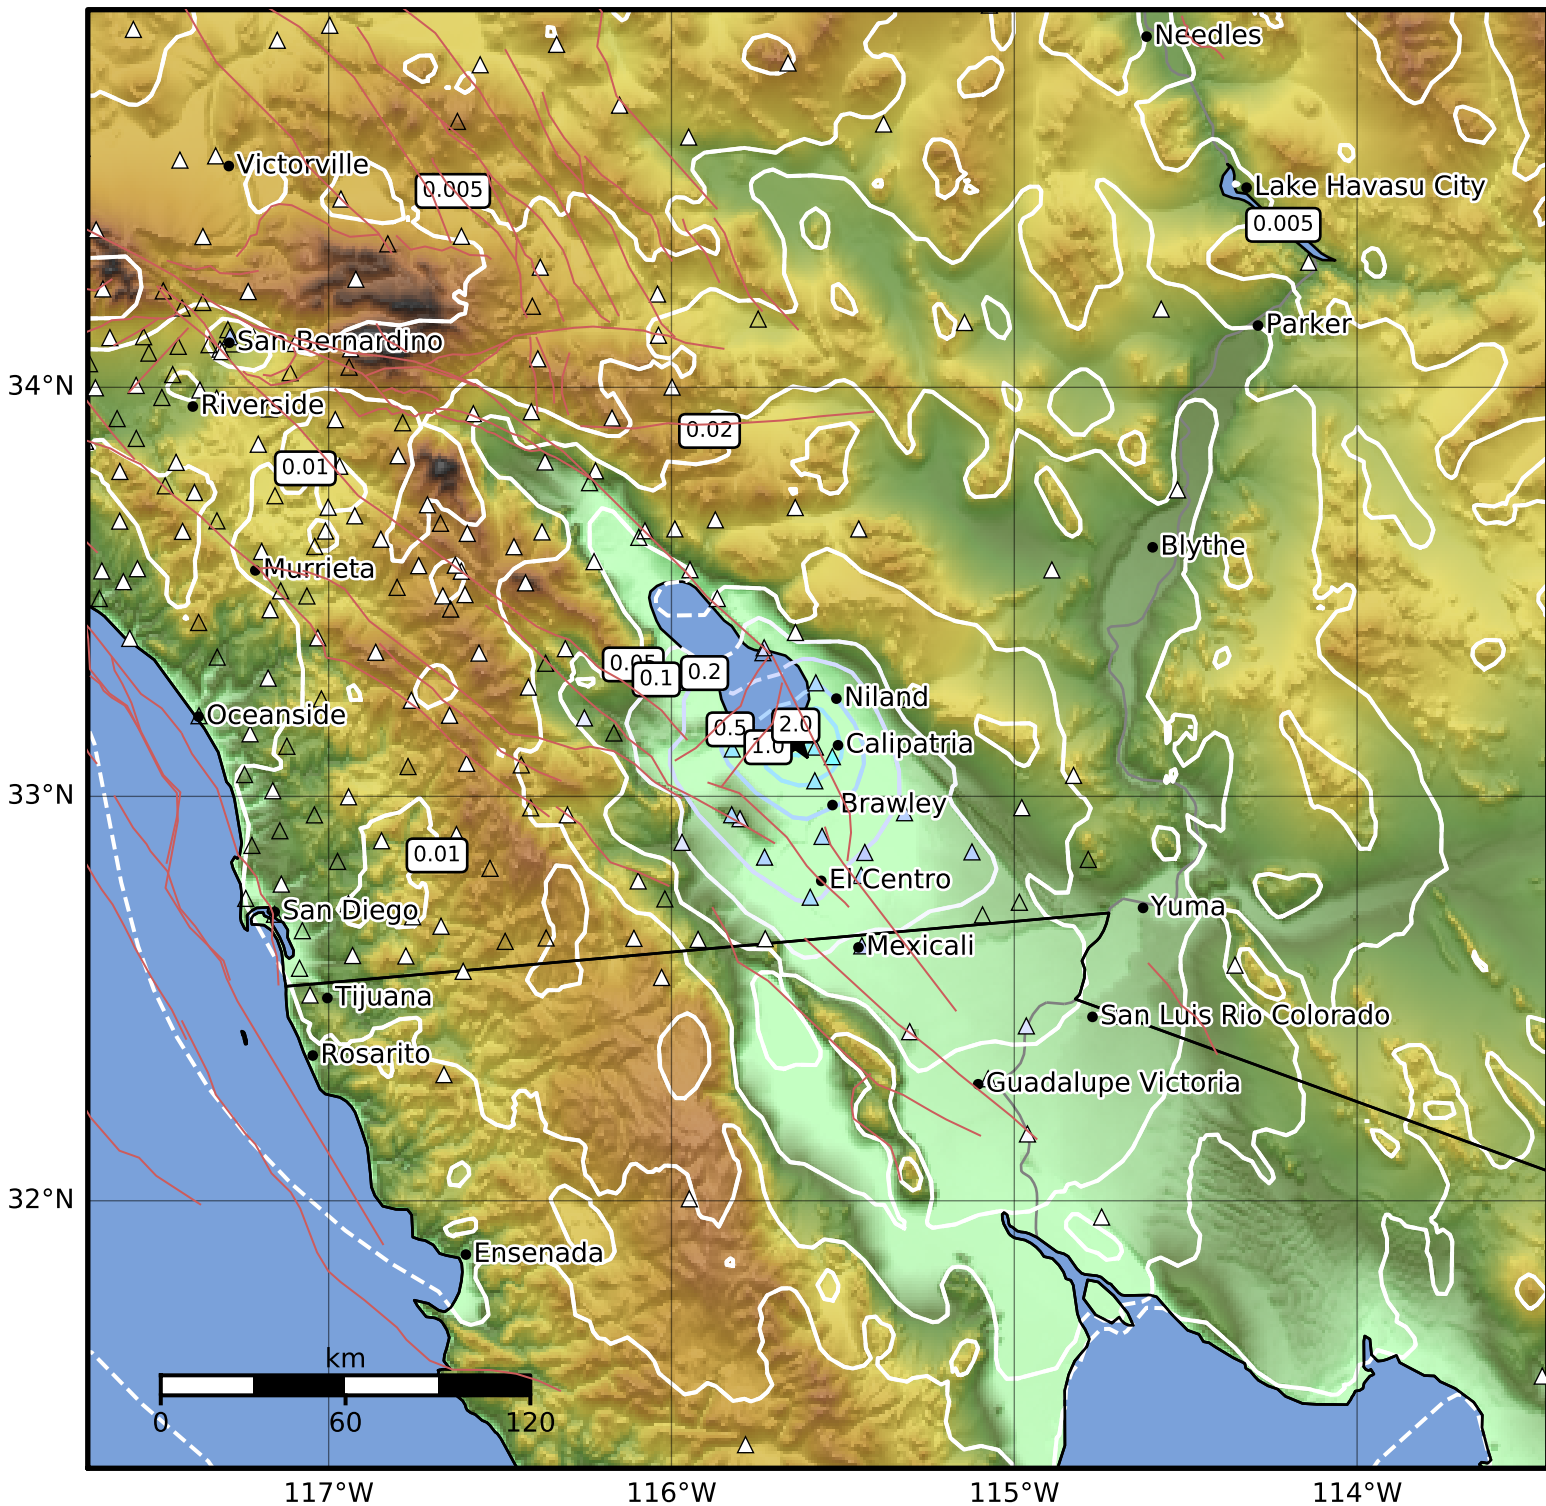 Needles
Victorville
0.005
Lake Havasu City
0.005
Parker
San Bernardino
34°N
Riverside
0.02
0.01
Blythe
Murrieta
0.05
0.1
0.2
Niland
Oceanside
0.5
2.0
1.0
Calipatria
33°N
Brawley
0.01
El Centro
San Diego
Yuma
Mexicali
Tijuana
San Luis Rio Colorado
Rosarito
Guadalupe Victoria
32°N
Ensenada
km
0 60 120
117°W 116°W 115°W 114°W